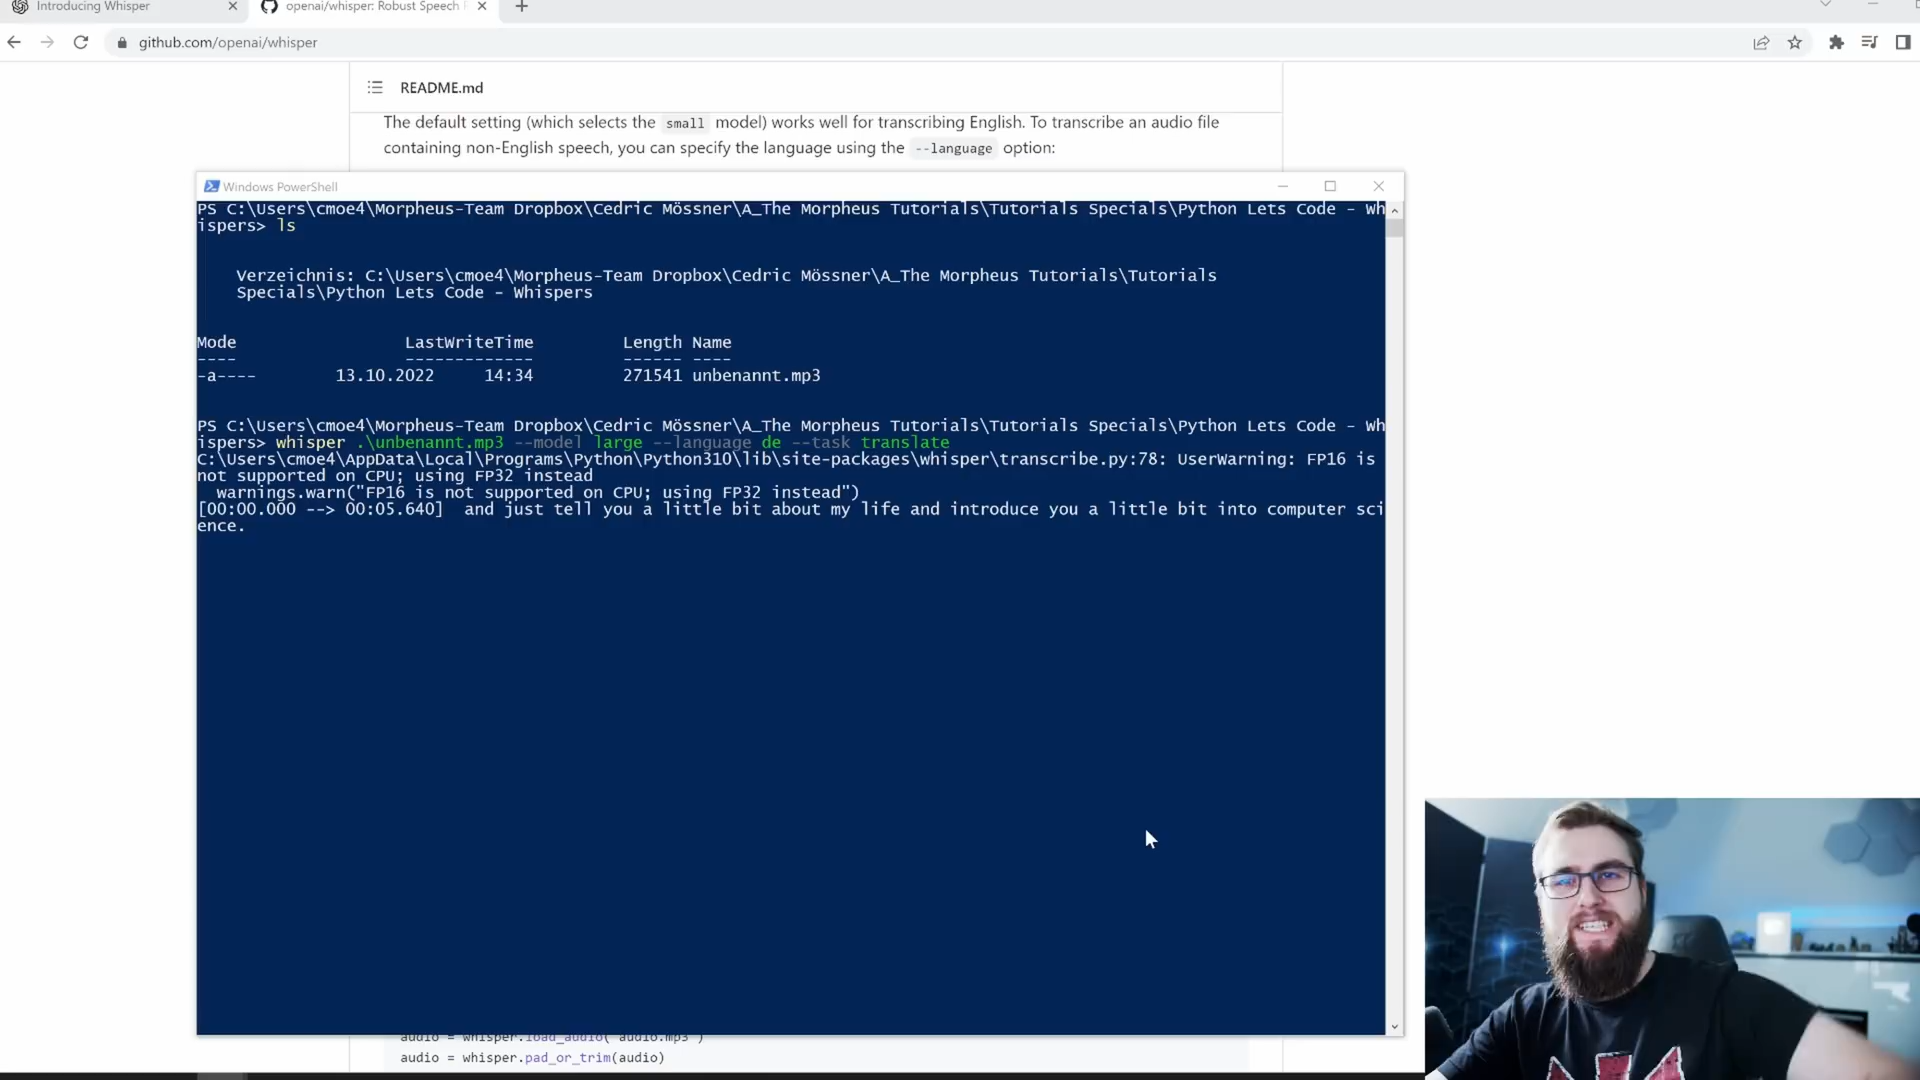 Introducing Whisper
openai/whisper: Robust Speech
github.com/openai/whisper
README.md
The default setting (which selects the small model) works well for transcribing English. To transcribe an audio file
containing non-English speech, you can specify the language using the --language option:
Windows PowerShell
PS C:\Users\cmoe4\Morpheus-Team Dropbox\Cedric Mössner\A_The Morpheus Tutorials\Tutorials Specials\Python Lets Code - Wh
ispers> ls
Verzeichnis: C:\Users\cmoe4\Morpheus-Team Dropbox\Cedric Mössner\A_The Morpheus Tutorials\Tutorials
Specials\Python Lets Code - Whispers
Mode LastWriteTime Length Name
---- ------------- ------ ----
-a---- 13.10.2022 14:34 271541 unbenannt.mp3
PS C:\Users\cmoe4\Morpheus-Team Dropbox\Cedric Mössner\A_The Morpheus Tutorials\Tutorials Specials\Python Lets Code - Wh
ispers> whisper .\unbenannt.mp3 --model large --language de --task translate
C:\Users\cmoe4\AppData\Local\Programs\Python\Python310\lib\site-packages\whisper\transcribe.py:78: UserWarning: FP16 is
not supported on CPU; using FP32 instead
warnings.warn("FP16 is not supported on CPU; using FP32 instead")
[00:00.000 --> 00:05.640] and just tell you a little bit about my life and introduce you a little bit into computer sci
ence.
audio = whisper.load_audio( audio.mp3 )
audio = whisper.pad_or_trim(audio)